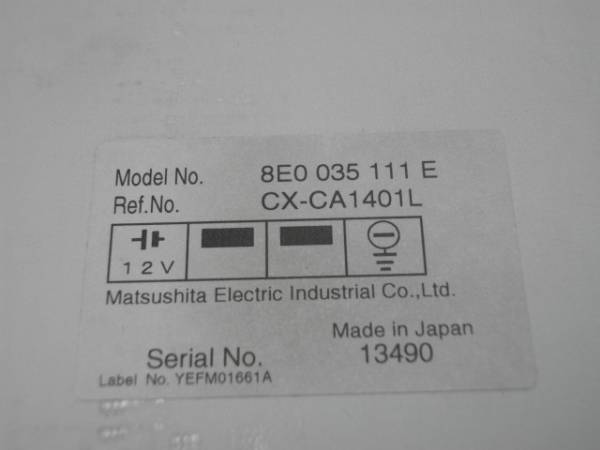 Model No. 8E0 035 111 E
Ref.No. CX-CA1401L
12V
Matsushita Electric Industrial Co.,Ltd.
Made in Japan
Serial No. 13490
Label No. YEFM01661A